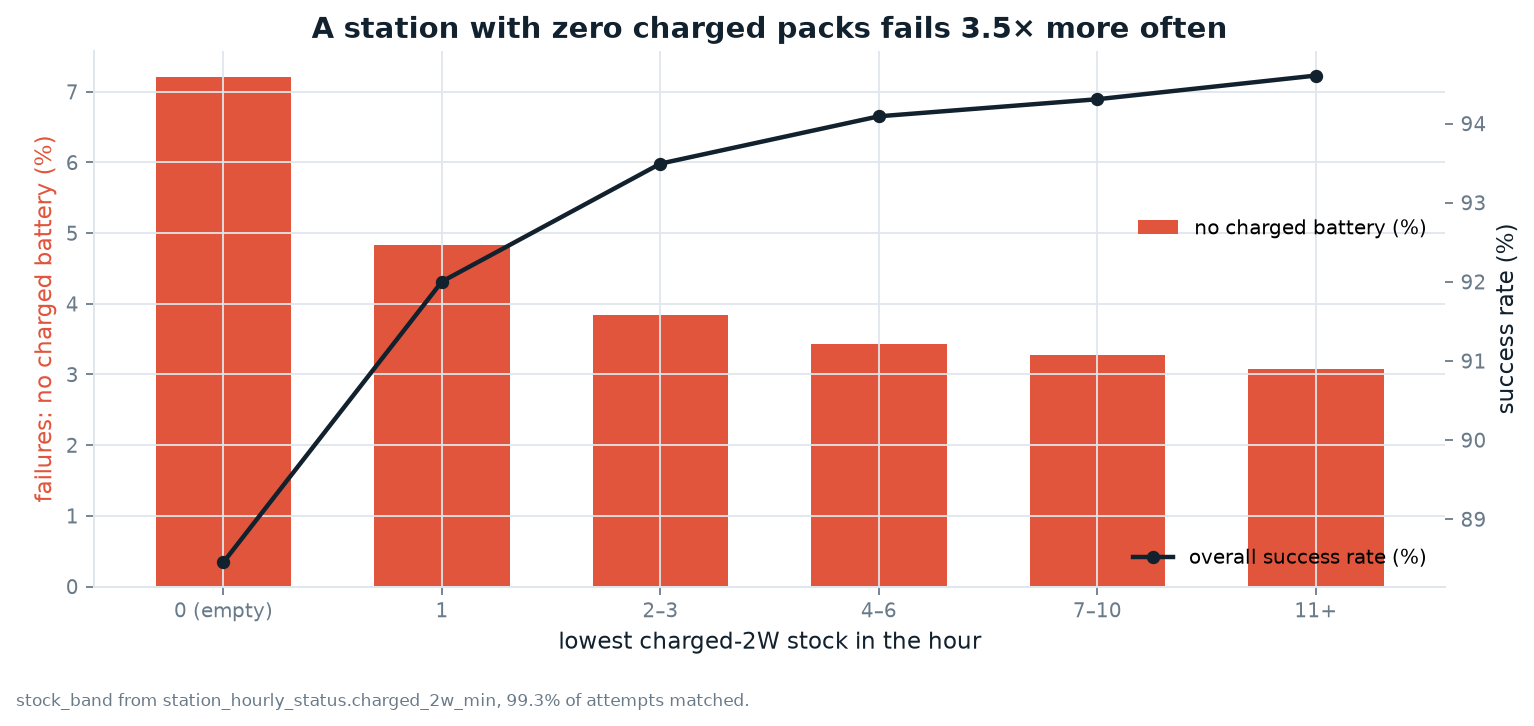 A station with zero charged packs fails 3.5× more often
failures: no charged battery (%)
7
6
5
4
3
2
1
0
94
93
92
91
90
89
success rate (%)
no charged battery (%)
overall success rate (%)
0 (empty)
1
2–3
4–6
7–10
11+
lowest charged-2W stock in the hour
stock_band from station_hourly_status.charged_2w_min, 99.3% of attempts matched.